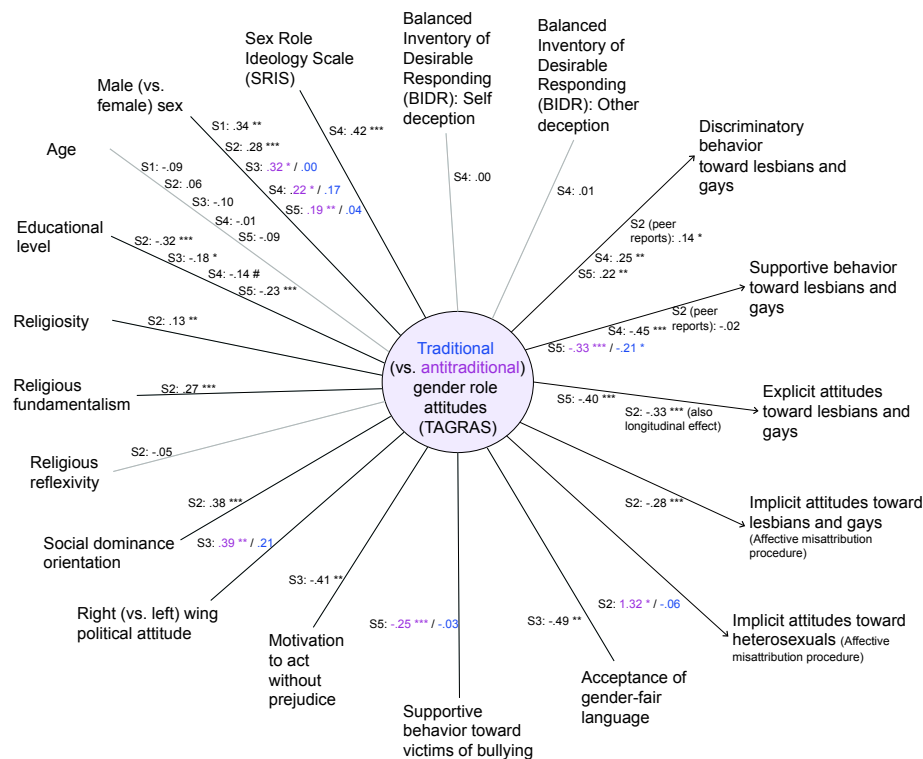 Sex Role
Ideology Scale
(SRIS)
Balanced
Inventory of
Desirable
Responding
(BIDR): Self
deception
Balanced
Inventory of
Desirable
Responding
(BIDR): Other
deception
Male (vs.
female) sex
Age
Educational
level
Religiosity
Religious
fundamentalism
Religious
reflexivity
Social dominance
orientation
Right (vs. left) wing
political attitude
Motivation
to act
without
prejudice
Supportive
behavior toward
victims of bullying
Acceptance of
gender-fair
language
Implicit attitudes toward
heterosexuals (Affective
misattribution procedure)
Implicit attitudes toward
lesbians and gays
(Affective misattribution
procedure)
Explicit attitudes
toward lesbians and
gays
Supportive behavior
toward lesbians and
gays
Discriminatory
behavior
toward lesbians and
gays
Traditional
(vs. antitraditional)
gender role
attitudes
(TAGRAS)
S4: .42 ***
S4: .00
S4: .01
S1: .34 **
S2: .28 ***
S3: .32 * / .00
S4: .22 * / .17
S5: .19 ** / .04
S1: -.09
S2: .06
S3: -.10
S4: -.01
S5: -.09
S2: -.32 ***
S3: -.18 *
S4: -.14 #
S5: -.23 ***
S2: .13 **
S2: .27 ***
S2: -.05
S2: .38 ***
S3: .39 ** / .21
S3: -.41 **
S5: -.25 *** / -.03
S3: -.49 **
S2: 1.32 * / -.06
S2: -.28 ***
S5: -.40 ***
S2: -.33 *** (also
longitudinal effect)
S2 (peer
reports): -.02
S4: -.45 ***
S5: -.33 *** / -.21 *
S2 (peer
reports): .14 *
S4: .25 **
S5: .22 **